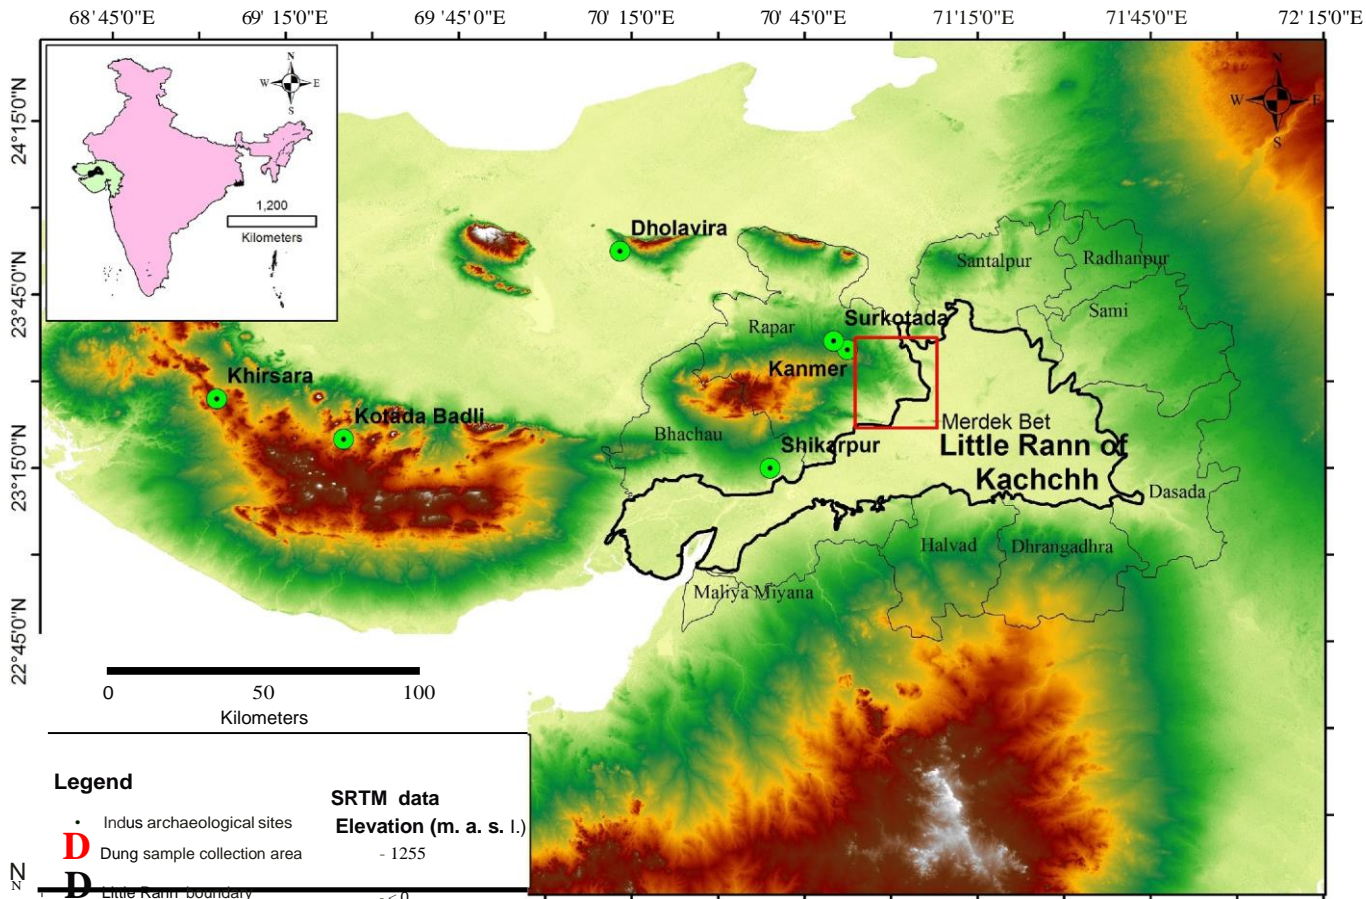 68°45'0"E 69°15'0"E 69°45'0"E 70°15'0"E 70°45'0"E 71°15'0"E 71°45'0"E 72°15'0"E
24°15'0"N
23°45'0"N
23°15'0"N
22°45'0"N
N
N
N
W E
S
1,200
Kilometers
N
W E
S
Dholavira
Santalpur
Radhanpur
Sami
Rapar
Surkotada
Kanmer
Khirsara
Kotada Badli
Merdek Bet
Bhachau
Shikarpur
Little Rann of
Kachchh
Dasada
Halvad
Dhrangadhra
Maliya Miyana
0 50 100
Kilometers
Legend
SRTM data
Elevation (m. a. s. l.)
Indus archaeological sites
D Dung sample collection area
- 1255
D Little Rann boundary
- < 0